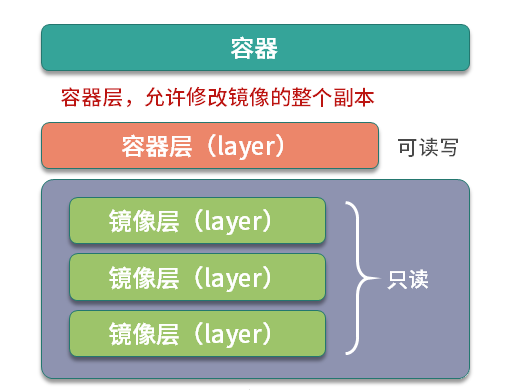 容器
容器层，允许修改镜像的整个副本
容器层（layer）
可读写
镜像层（layer）
镜像层（layer）
只读
镜像层（layer）